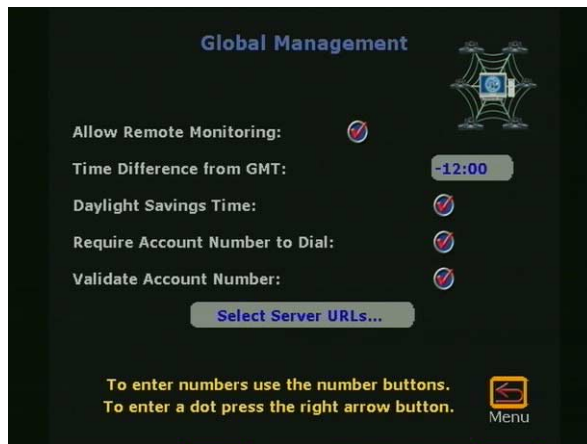 Global Management
Allow Remote Monitoring:
Time Difference from GMT: -12:00
Daylight Savings Time:
Require Account Number to Dial:
Validate Account Number:
Select Server URLs...
To enter numbers use the number buttons.
To enter a dot press the right arrow button.
Menu